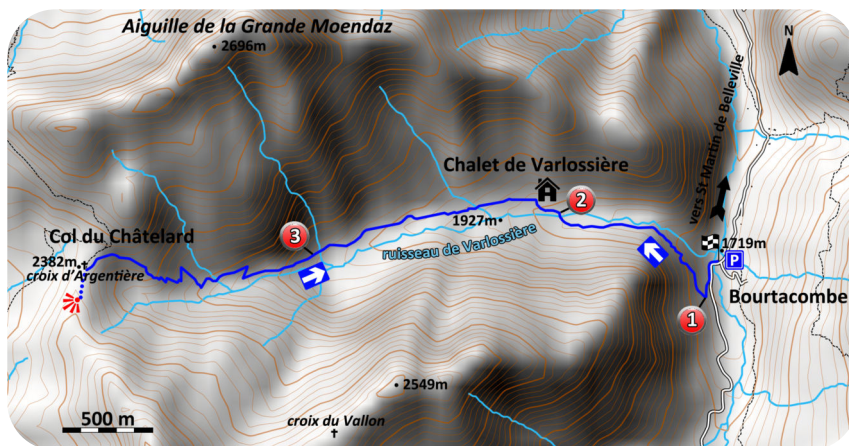 Aiguille de la Grande Moendaz
2696m
N
vers St Martin de Belleville
Chalet de Varlossière
2
1927m
3
ruisseau de Varlossière
Col du Châtelard
2382m
croix d'Argentière
1719m
P
Bourtacombe
1
2549m
500 m
croix du Vallon